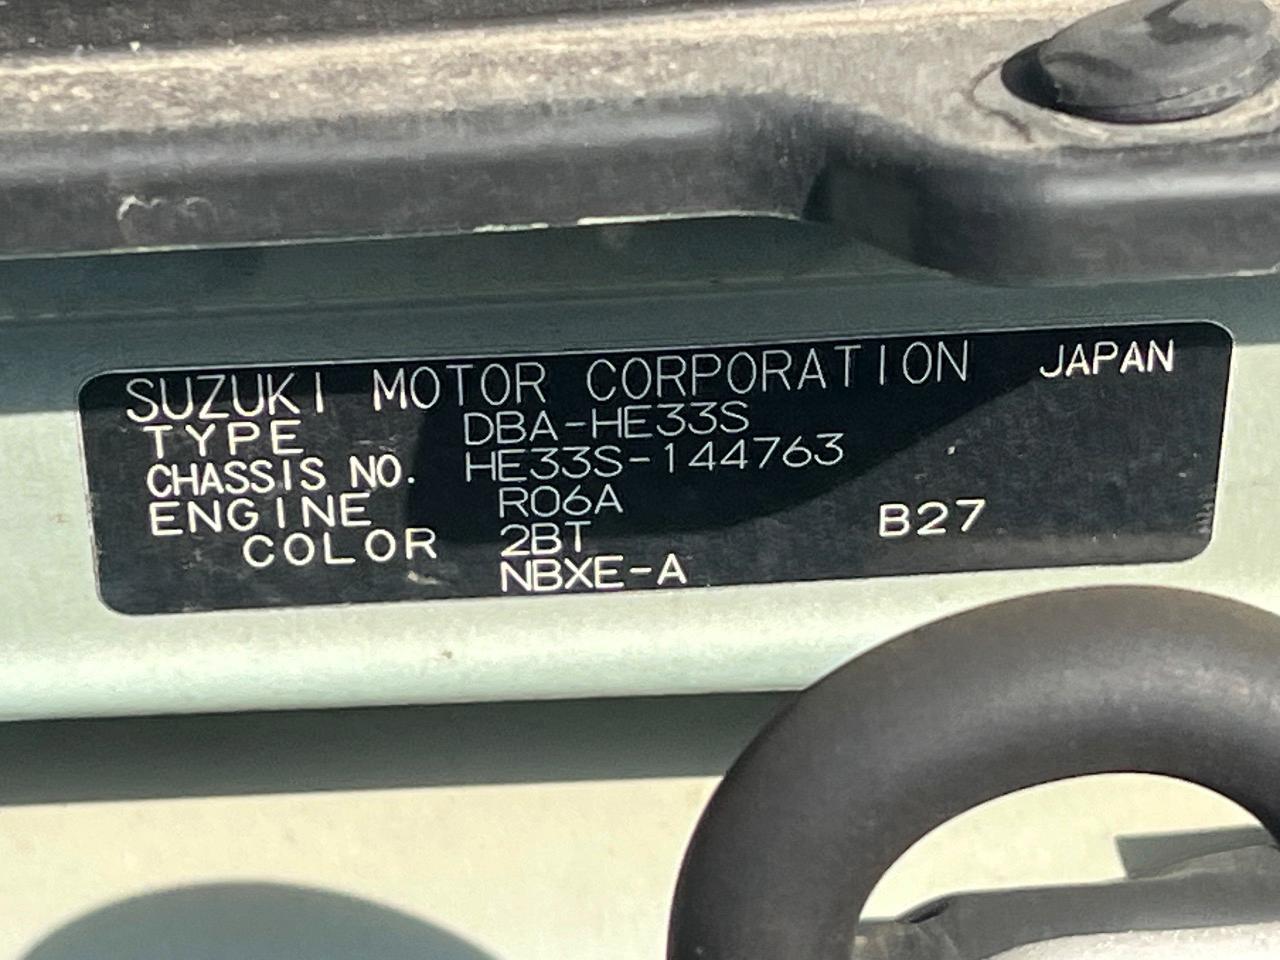 SUZUKI MOTOR CORPORATION JAPAN
TYPE DBA-HE33S
CHASSIS NO. HE33S-144763
ENGINE R06A
COLOR 2BT B27
NBXE-A